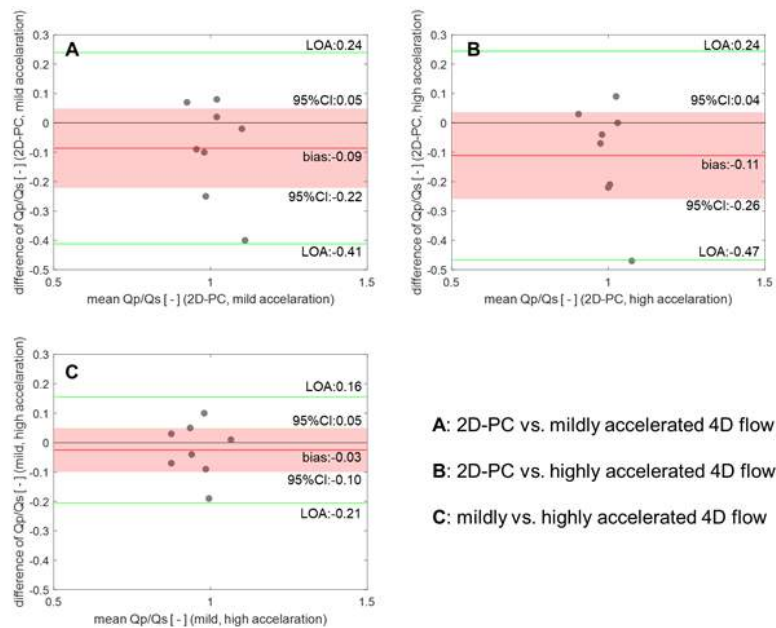 A
LOA:0.24
95%CI:0.05
bias:-0.09
95%CI:-0.22
LOA:-0.41
0.3
0.2
0.1
0
-0.1
-0.2
-0.3
-0.4
-0.5
0.5
1
1.5
difference of Qp/Qs [ - ] (2D-PC, mild accelaration)
mean Qp/Qs [ - ] (2D-PC, mild accelaration)
B
LOA:0.24
95%CI:0.04
bias:-0.11
95%CI:-0.26
LOA:-0.47
0.3
0.2
0.1
0
-0.1
-0.2
-0.3
-0.4
-0.5
0.5
1
1.5
difference of Qp/Qs [ - ] (2D-PC, high accelaration)
mean Qp/Qs [ - ] (2D-PC, high accelaration)
C
LOA:0.16
95%CI:0.05
bias:-0.03
95%CI:-0.10
LOA:-0.21
0.3
0.2
0.1
0
-0.1
-0.2
-0.3
-0.4
-0.5
0.5
1
1.5
difference of Qp/Qs [ - ] (mild, high accelaration)
mean Qp/Qs [ - ] (mild, high accelaration)
A: 2D-PC vs. mildly accelerated 4D flow
B: 2D-PC vs. highly accelerated 4D flow
C: mildly vs. highly accelerated 4D flow